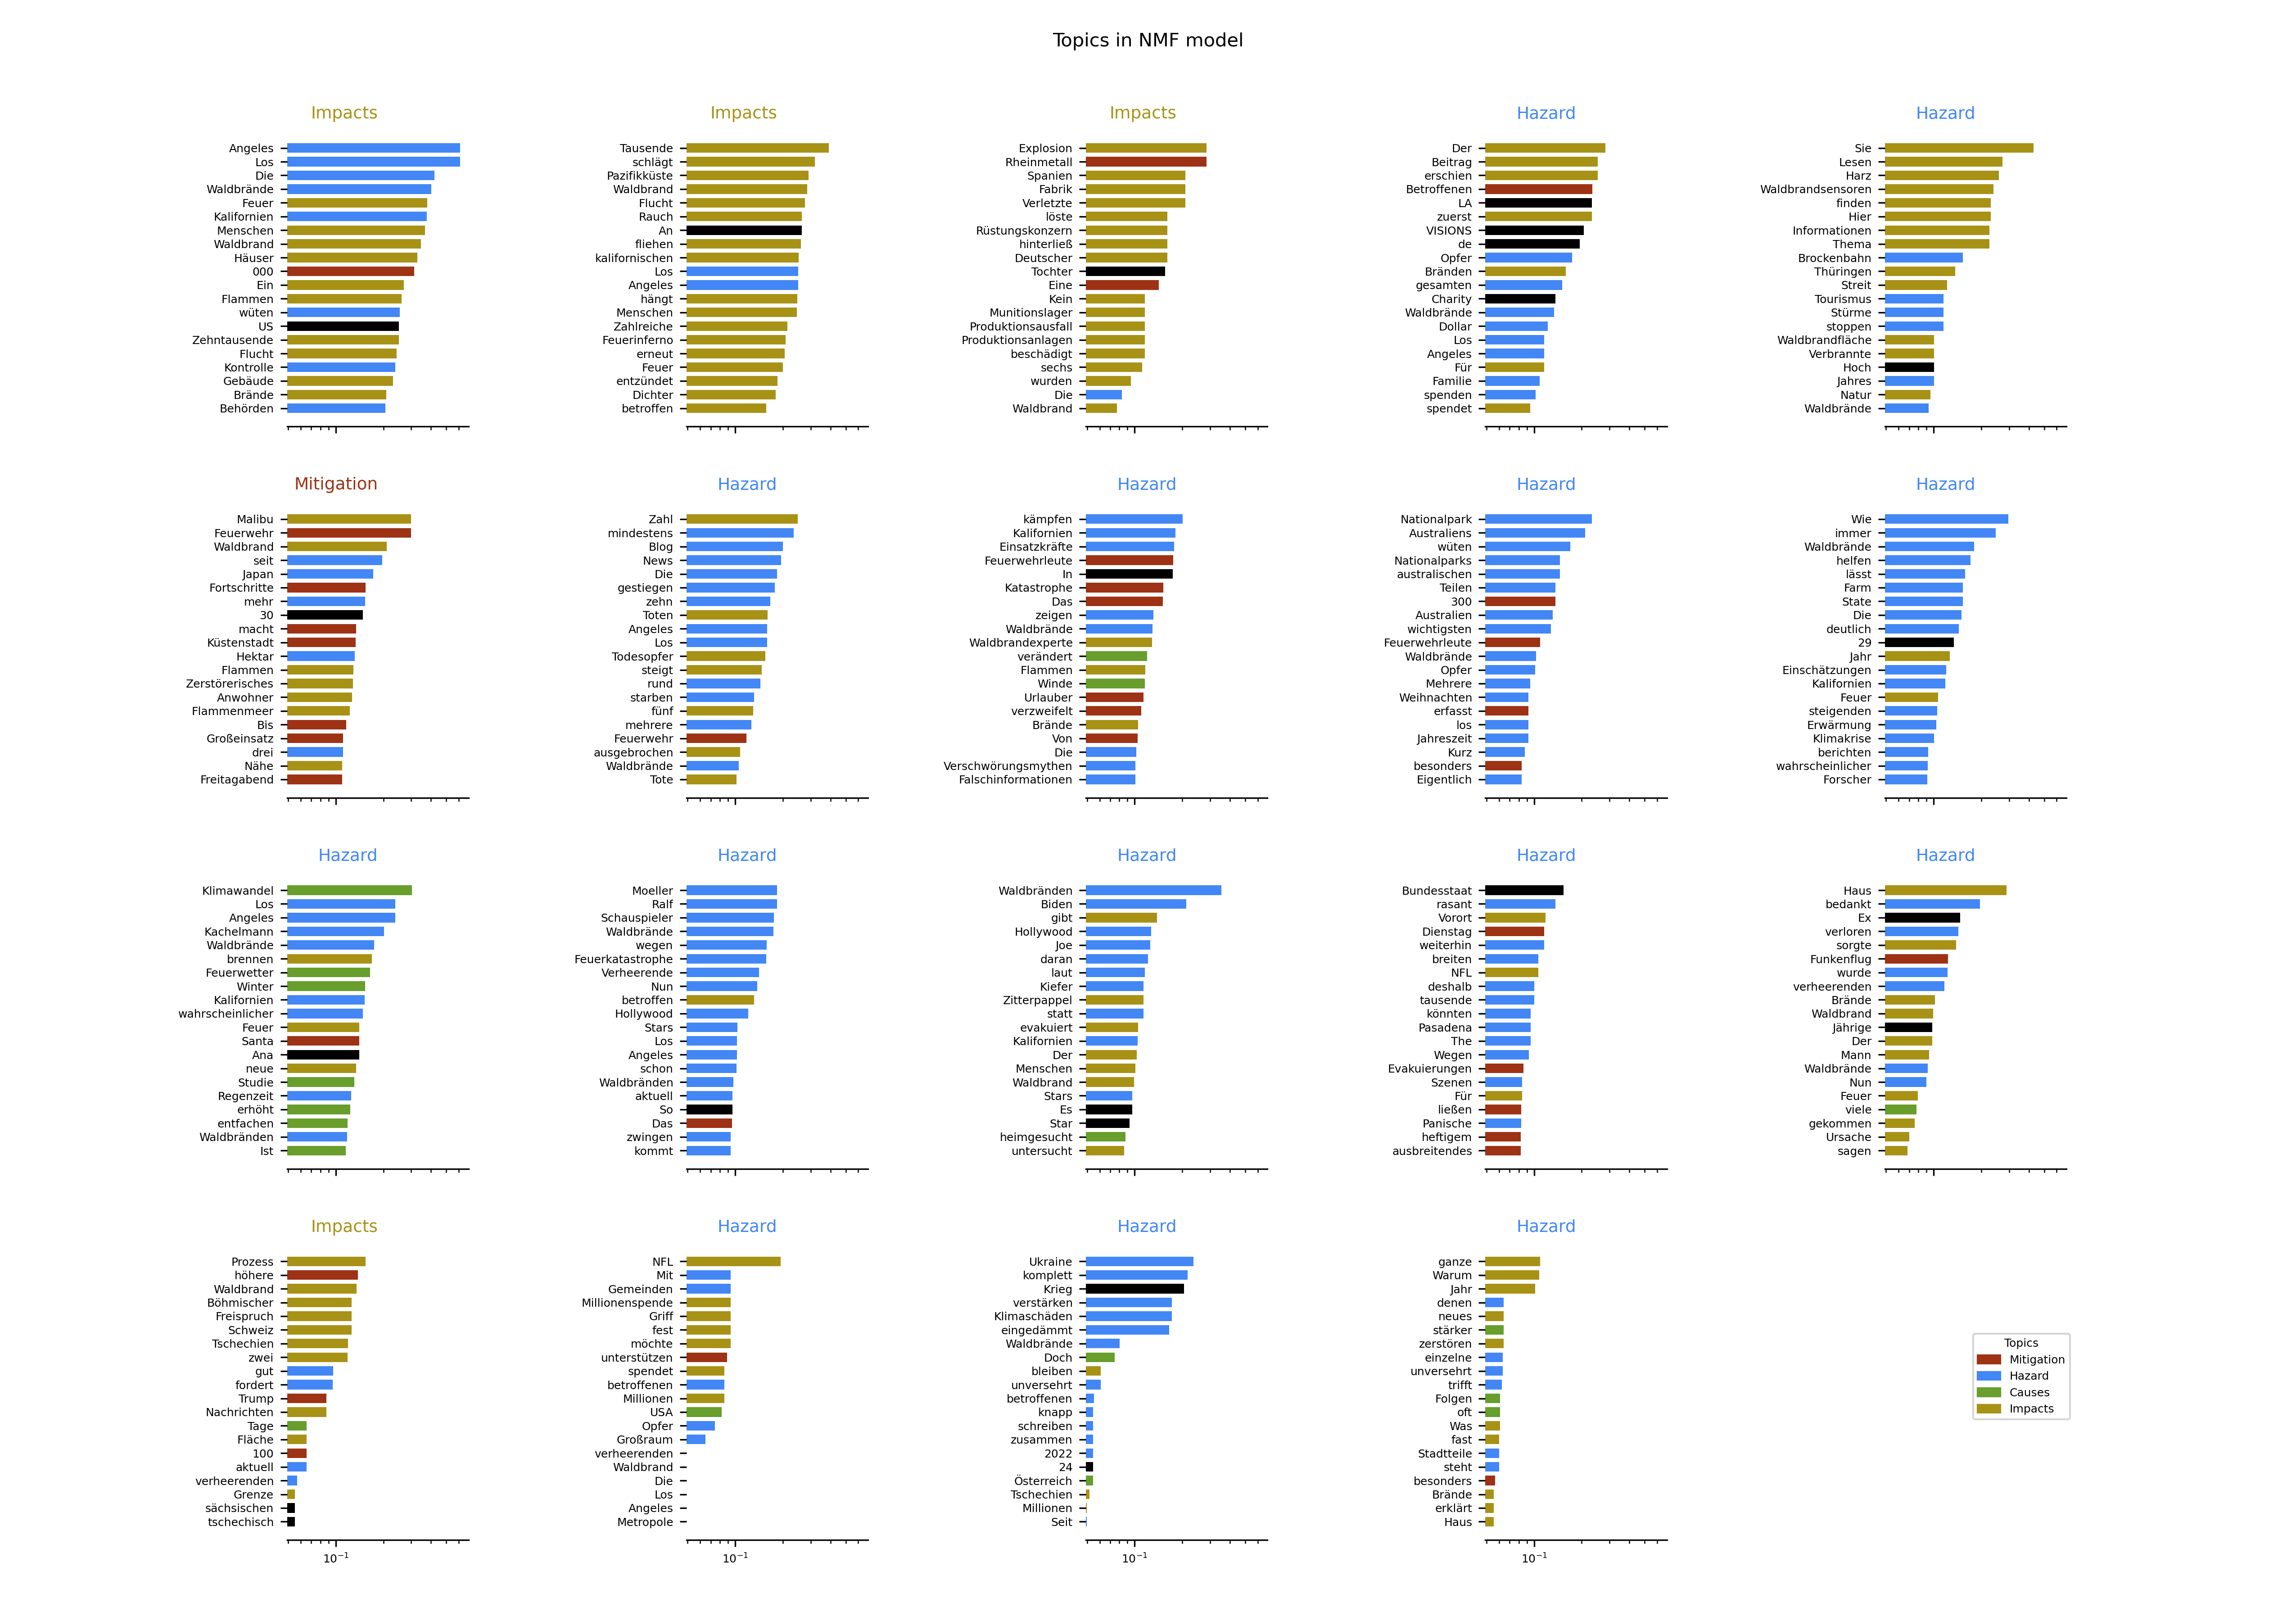 Topics in NMF model
Impacts
Angeles
Los
Die
Waldbrände
Feuer
Kalifornien
Menschen
Waldbrand
Häuser
000
Ein
Flammen
wüten
US
Zehntausende
Flucht
Kontrolle
Gebäude
Brände
Behörden
Impacts
Tausende
schlägt
Pazifikküste
Waldbrand
Flucht
Rauch
An
fliehen
kalifornischen
Los
Angeles
hängt
Menschen
Zahlreiche
Feuerinferno
erneut
Feuer
entzündet
Dichter
betroffen
Impacts
Explosion
Rheinmetall
Spanien
Fabrik
Verletzte
löste
Rüstungskonzern
hinterließ
Deutscher
Tochter
Eine
Kein
Munitionslager
Produktionsausfall
Produktionsanlagen
beschädigt
sechs
wurden
Die
Waldbrand
Hazard
Der
Beitrag
erschien
Betroffenen
LA
zuerst
VISIONS
de
Opfer
Bränden
gesamten
Charity
Waldbrände
Dollar
Los
Angeles
Für
Familie
spenden
spendet
Hazard
Sie
Lesen
Harz
Waldbrandsensoren
finden
Hier
Informationen
Thema
Brockenbahn
Thüringen
Streit
Tourismus
Stürme
stoppen
Waldbrandfläche
Verbrannte
Hoch
Jahres
Natur
Waldbrände
Mitigation
Malibu
Feuerwehr
Waldbrand
seit
Japan
Fortschritte
mehr
30
macht
Küstenstadt
Hektar
Flammen
Zerstörerisches
Anwohner
Flammenmeer
Bis
Großeinsatz
drei
Nähe
Freitagabend
Hazard
Zahl
mindestens
Blog
News
Die
gestiegen
zehn
Toten
Angeles
Los
Todesopfer
steigt
rund
starben
fünf
mehrere
Feuerwehr
ausgebrochen
Waldbrände
Tote
Hazard
kämpfen
Kalifornien
Einsatzkräfte
Feuerwehrleute
In
Katastrophe
Das
zeigen
Waldbrände
Waldbrandexperte
verändert
Flammen
Winde
Urlauber
verzweifelt
Brände
Von
Die
Verschwörungsmythen
Falschinformationen
Hazard
Nationalpark
Australiens
wüten
Nationalparks
australischen
Teilen
300
Australien
wichtigsten
Feuerwehrleute
Waldbrände
Opfer
Mehrere
Weihnachten
erfasst
los
Jahreszeit
Kurz
besonders
Eigentlich
Hazard
Wie
immer
Waldbrände
helfen
lässt
Farm
State
Die
deutlich
29
Jahr
Einschätzungen
Kalifornien
Feuer
steigenden
Erwärmung
Klimakrise
berichten
wahrscheinlicher
Forscher
Hazard
Klimawandel
Los
Angeles
Kachelmann
Waldbrände
brennen
Feuerwetter
Winter
Kalifornien
wahrscheinlicher
Feuer
Santa
Ana
neue
Studie
Regenzeit
erhöht
entfachen
Waldbränden
Ist
Hazard
Moeller
Ralf
Schauspieler
Waldbrände
wegen
Feuerkatastrophe
Verheerende
Nun
betroffen
Hollywood
Stars
Los
Angeles
schon
Waldbränden
aktuell
So
Das
zwingen
kommt
Hazard
Waldbränden
Biden
gibt
Hollywood
Joe
daran
laut
Kiefer
Zitterpappel
statt
evakuiert
Kalifornien
Der
Menschen
Waldbrand
Stars
Es
Star
heimgesucht
untersucht
Hazard
Bundesstaat
rasant
Vorort
Dienstag
weiterhin
breiten
NFL
deshalb
tausende
könnten
Pasadena
The
Wegen
Evakuierungen
Szenen
Für
ließen
Panische
heftigem
ausbreitendes
Hazard
Haus
bedankt
Ex
verloren
sorgte
Funkenflug
wurde
verheerenden
Brände
Waldbrand
Jährige
Der
Mann
Waldbrände
Nun
Feuer
viele
gekommen
Ursache
sagen
Impacts
Prozess
höhere
Waldbrand
Böhmischer
Freispruch
Schweiz
Tschechien
zwei
gut
fordert
Trump
Nachrichten
Tage
Fläche
100
aktuell
verheerenden
Grenze
sächsischen
tschechisch
10⁻¹
Hazard
NFL
Mit
Gemeinden
Millionenspende
Griff
fest
möchte
unterstützen
spendet
betroffenen
Millionen
USA
Opfer
Großraum
verheerenden
Waldbrand
Die
Los
Angeles
Metropole
10⁻¹
Hazard
Ukraine
komplett
Krieg
verstärken
Klimaschäden
eingedämmt
Waldbrände
Doch
bleiben
unversehrt
betroffenen
knapp
schreiben
zusammen
2022
24
Österreich
Tschechien
Millionen
Seit
10⁻¹
Hazard
ganze
Warum
Jahr
denen
neues
stärker
zerstören
einzelne
unversehrt
trifft
Folgen
oft
Was
fast
Stadtteile
steht
besonders
Brände
erklärt
Haus
10⁻¹
Topics
Mitigation
Hazard
Causes
Impacts